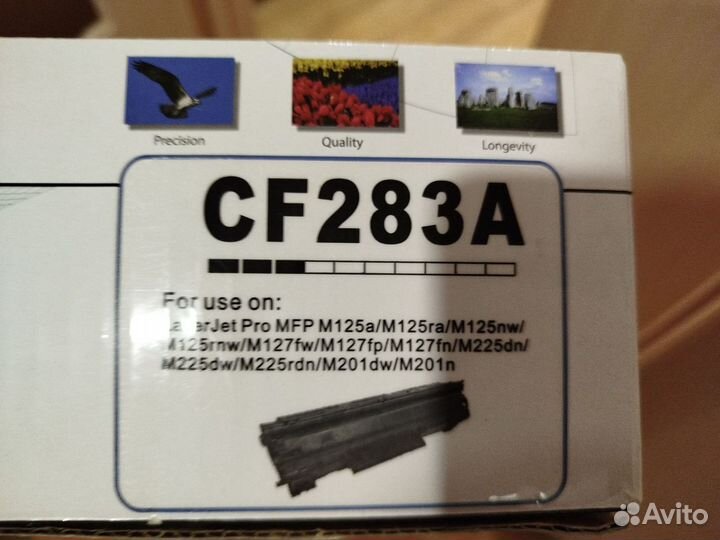 Precision
Quality
Longevity
CF283A
For use on:
LaserJet Pro MFP M125a/M125ra/M125nw/
M125rnw/M127fw/M127fp/M127fn/M225dn/
M225dw/M225rdn/M201dw/M201n
Avito